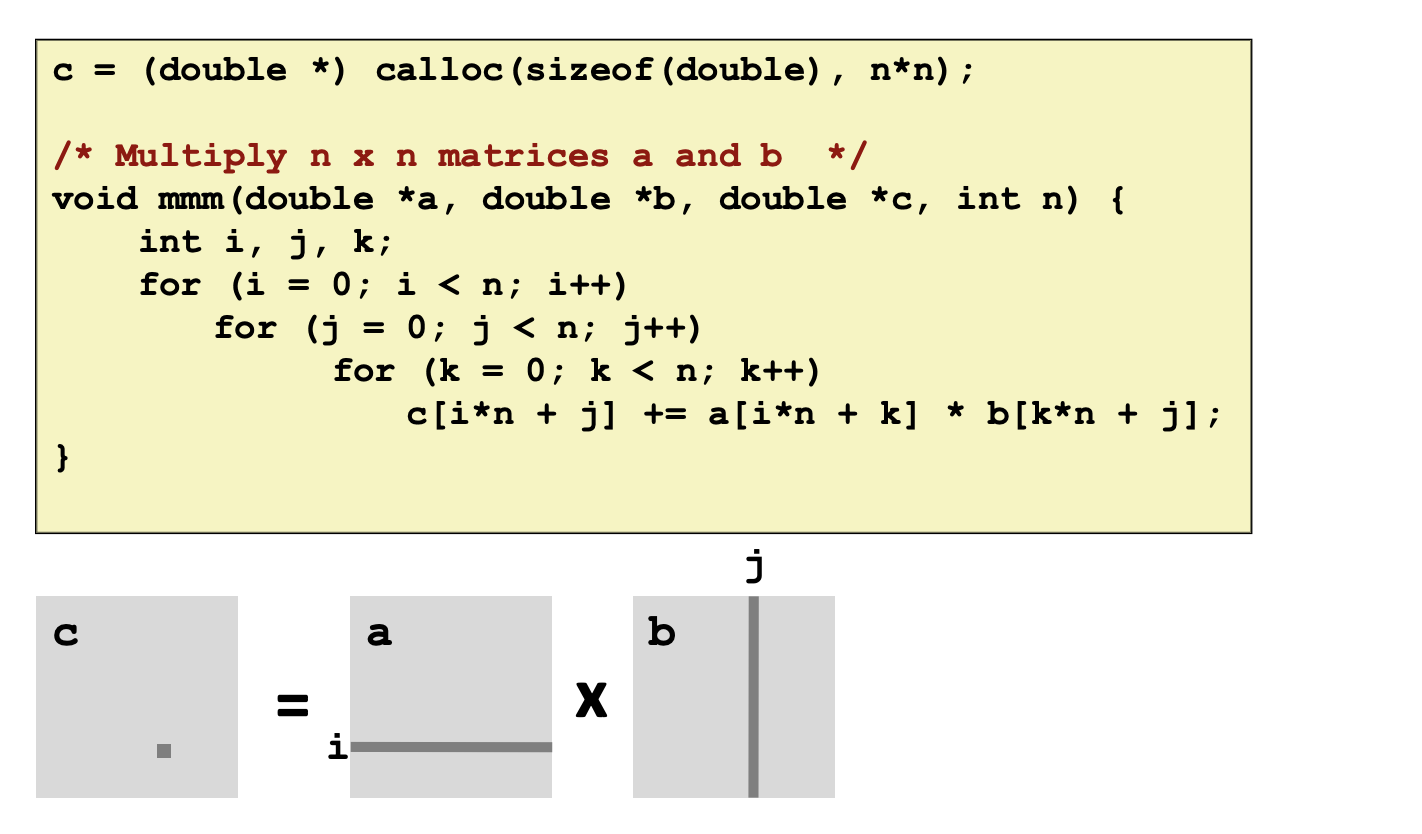 c = (double *) calloc(sizeof(double), n*n);
/* Multiply n x n matrices a and b  */
void mmm(double *a, double *b, double *c, int n) {
    int i, j, k;
    for (i = 0; i < n; i++)
        for (j = 0; j < n; j++)
            for (k = 0; k < n; k++)
                c[i*n + j] += a[i*n + k] * b[k*n + j];
}
j
c
=
i
a
x
b